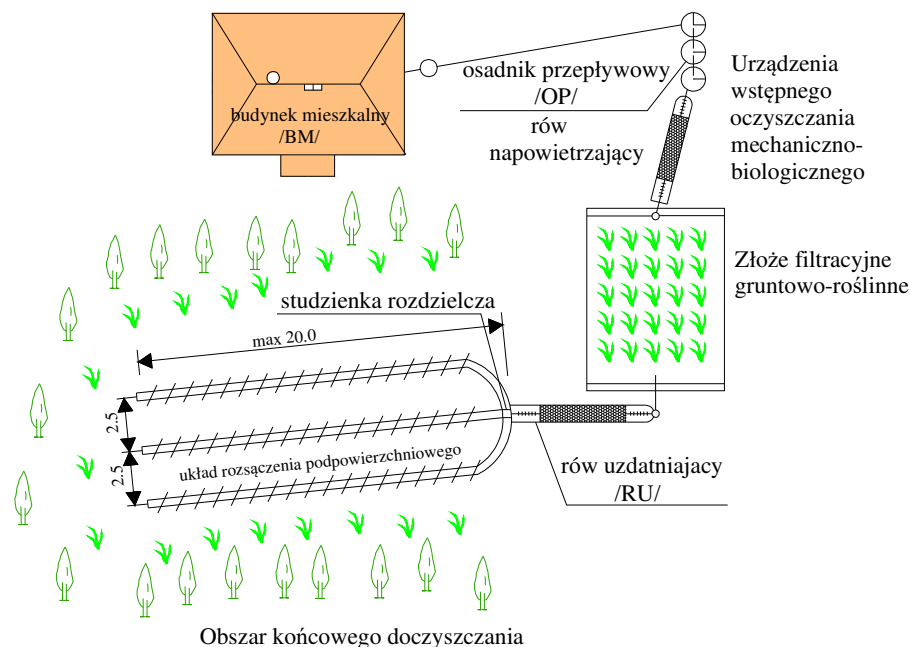 budynek mieszkalny
/BM/
osadnik przepływowy
/OP/
rów
napowietrzający
Urządzenia
wstępnego
oczyszczania
mechaniczno-
biologicznego
Złoże filtracyjne
gruntowo-roślinne
studzienka rozdzielcza
max 20.0
2.5
2.5
układ rozsączenia podpowierzchniowego
rów uzdatniajacy
/RU/
Obszar końcowego doczyszczania